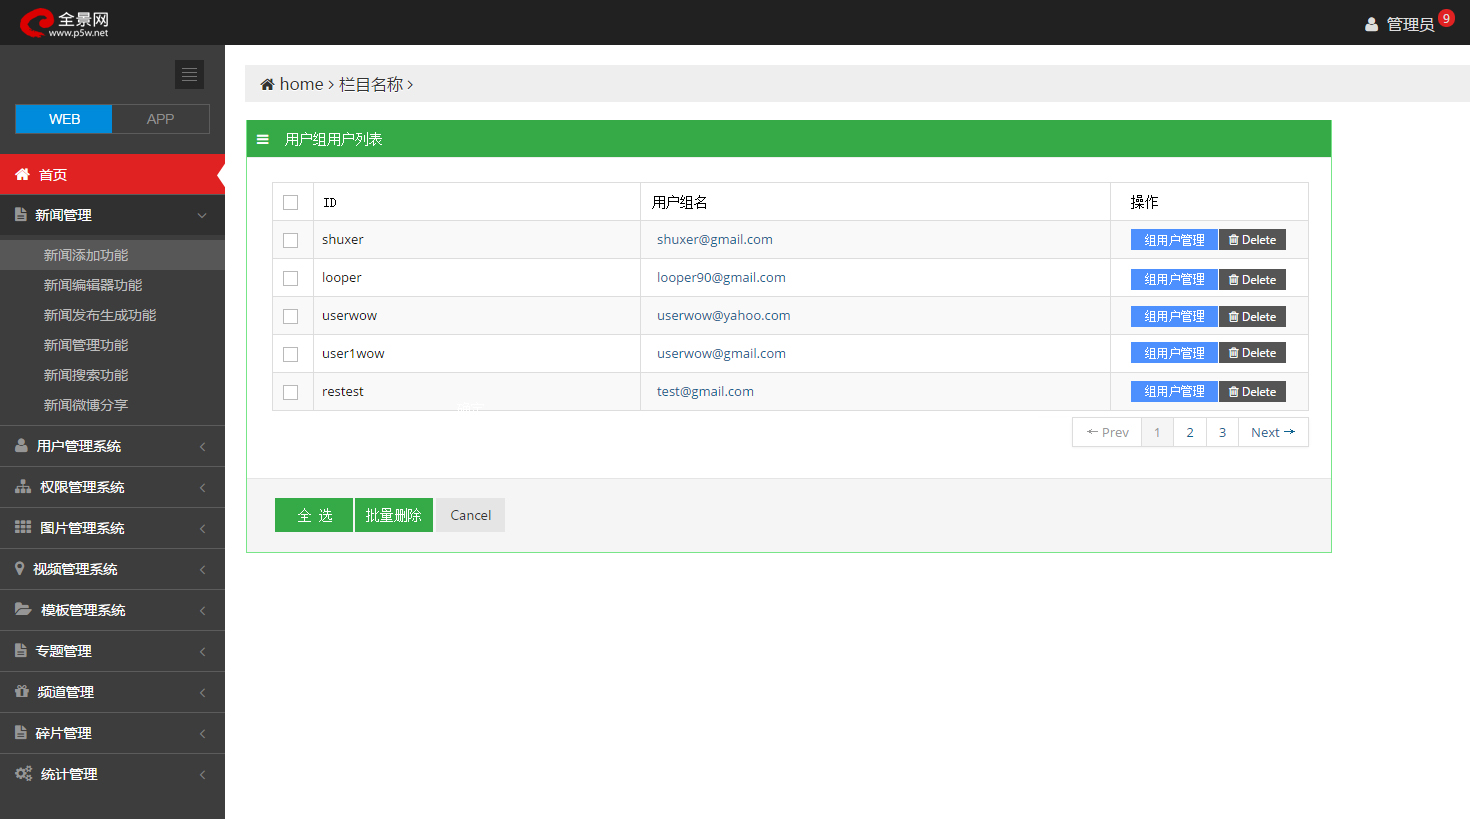 全景网
www.p5w.net
管理员 9
WEB APP
首页
新闻管理
新闻添加功能
新闻编辑器功能
新闻发布生成功能
新闻管理功能
新闻搜索功能
新闻微博分享
用户管理系统
权限管理系统
图片管理系统
视频管理系统
模板管理系统
专题管理
频道管理
碎片管理
统计管理
home > 栏目名称 >
用户组用户列表
ID 用户组名 操作
shuxer shuxer@gmail.com 组用户管理 Delete
looper looper90@gmail.com 组用户管理 Delete
userwow userwow@yahoo.com 组用户管理 Delete
user1wow userwow@gmail.com 组用户管理 Delete
restest test@gmail.com 组用户管理 Delete
← Prev 1 2 3 Next →
全 选 批量删除 Cancel